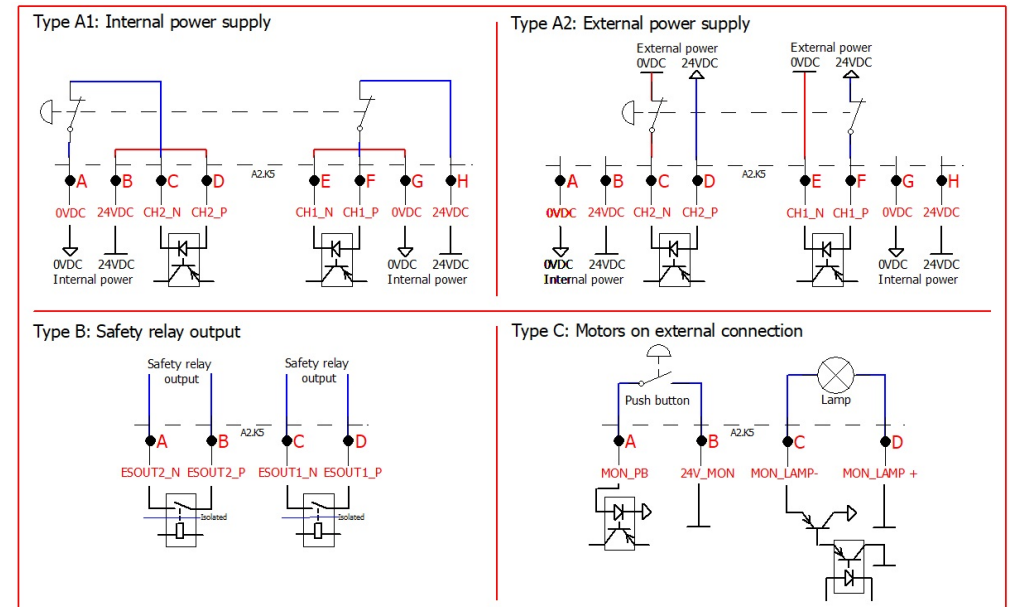 Type A1: Internal power supply
A2.K5
A B C D E F G H
0VDC 24VDC CH2_N CH2_P CH1_N CH1_P 0VDC 24VDC
0VDC 24VDC 0VDC 24VDC
Internal power Internal power
Type A2: External power supply
External power External power
0VDC 24VDC 0VDC 24VDC
A2.K5
A B C D E F G H
0VDC 24VDC CH2_N CH2_P CH1_N CH1_P 0VDC 24VDC
0VDC 24VDC 0VDC 24VDC
Internal power Internal power
Type B: Safety relay output
Safety relay Safety relay
output output
A2.K5
A B C D
ESOUT2_N ESOUT2_P ESOUT1_N ESOUT1_P
Isolated Isolated
Type C: Motors on external connection
Push button Lamp
A2.K5
A B C D
MON_PB 24V_MON MON_LAMP- MON_LAMP +